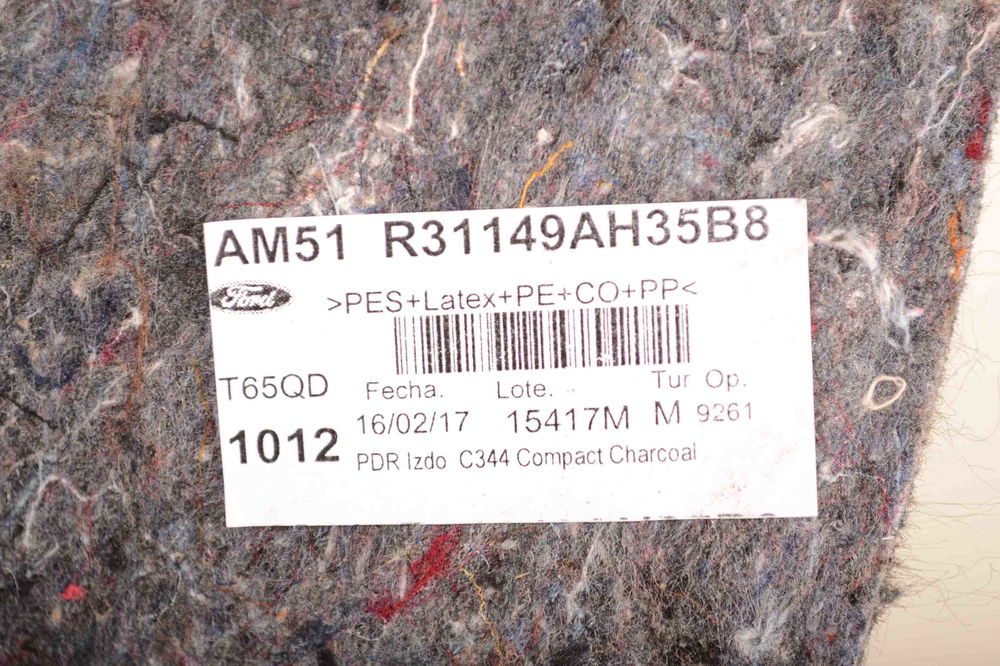 AM51 R31149AH35B8
Ford
>PES+Latex+PE+CO+PP<
T65QD Fecha. Lote. Tur Op.
1012 16/02/17 15417M M 9261
PDR Izdo C344 Compact Charcoal